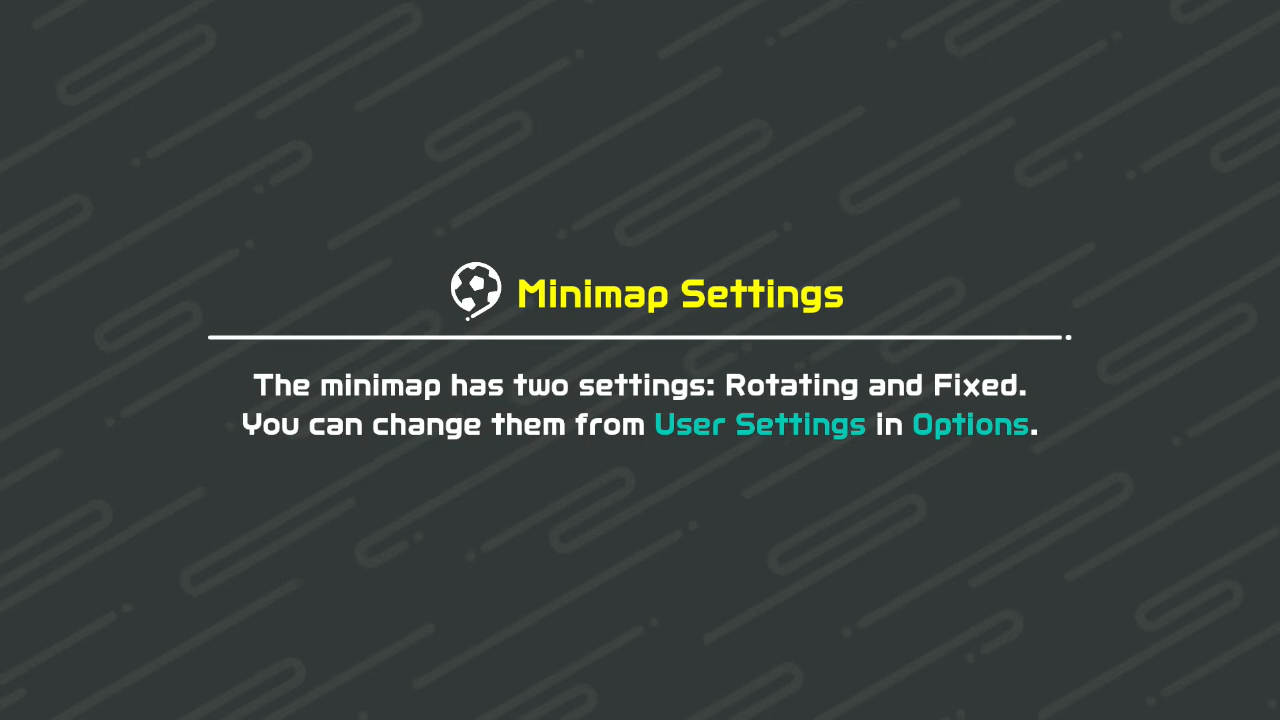 Minimap Settings
The minimap has two settings: Rotating and Fixed.
You can change them from User Settings in Options.